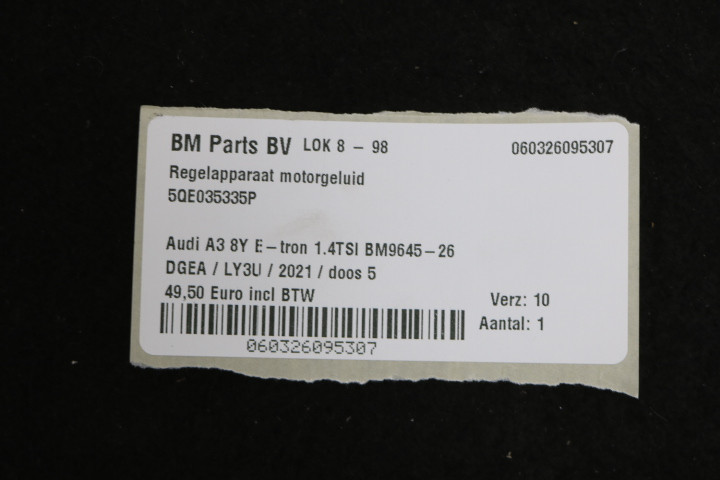 BM Parts BV LOK 8 - 98 060326095307
Regelapparaat motorgeluid
5QE035335P
Audi A3 8Y E-tron 1.4TSI BM9645-26
DGEA / LY3U / 2021 / doos 5
49,50 Euro incl BTW Verz: 10
Aantal: 1
060326095307